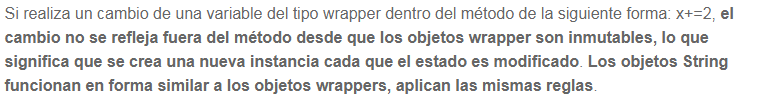 Si realiza un cambio de una variable del tipo wrapper dentro del método de la siguiente forma: x+=2, el
cambio no se refleja fuera del método desde que los objetos wrapper son inmutables, lo que
significa que se crea una nueva instancia cada que el estado es modificado. Los objetos String
funcionan en forma similar a los objetos wrappers, aplican las mismas reglas.